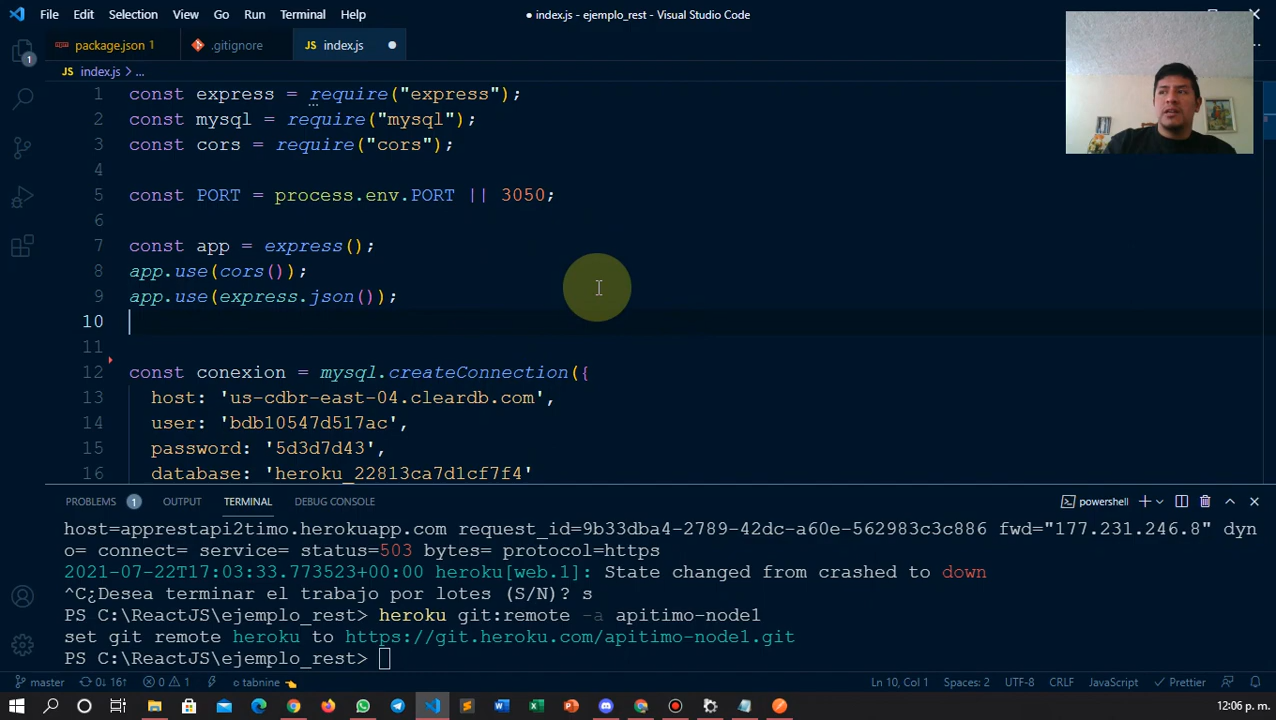 File Edit Selection View Go Run Terminal Help
● index.js - ejemplo_rest - Visual Studio Code
package.json 1
.gitignore
JS index.js ●
JS index.js > ...
1 const express = require("express");
2 const mysql = require("mysql");
3 const cors = require("cors");
4
5 const PORT = process.env.PORT || 3050;
6
7 const app = express();
8 app.use(cors());
9 app.use(express.json());
10
11
12 const conexion = mysql.createConnection({
13 host: 'us-cdbr-east-04.cleardb.com',
14 user: 'bdb10547d517ac',
15 password: '5d3d7d43',
16 database: 'heroku_22813ca7d1cf7f4'
PROBLEMS 1 OUTPUT TERMINAL DEBUG CONSOLE
powershell
host=apprestapi2timo.herokuapp.com request_id=9b33dba4-2789-42dc-a60e-562983c3c886 fwd="177.231.246.8" dyn
o= connect= service= status=503 bytes= protocol=https
2021-07-22T17:03:33.773523+00:00 heroku[web.1]: State changed from crashed to down
^C¿Desea terminar el trabajo por lotes (S/N)? s
PS C:\ReactJS\ejemplo_rest> heroku git:remote -a apitimo-node1
set git remote heroku to https://git.heroku.com/apitimo-node1.git
PS C:\ReactJS\ejemplo_rest>
master 0↓ 16↑ 0 1 tabnine Ln 10, Col 1 Spaces: 2 UTF-8 CRLF JavaScript Prettier
12:06 p. m.